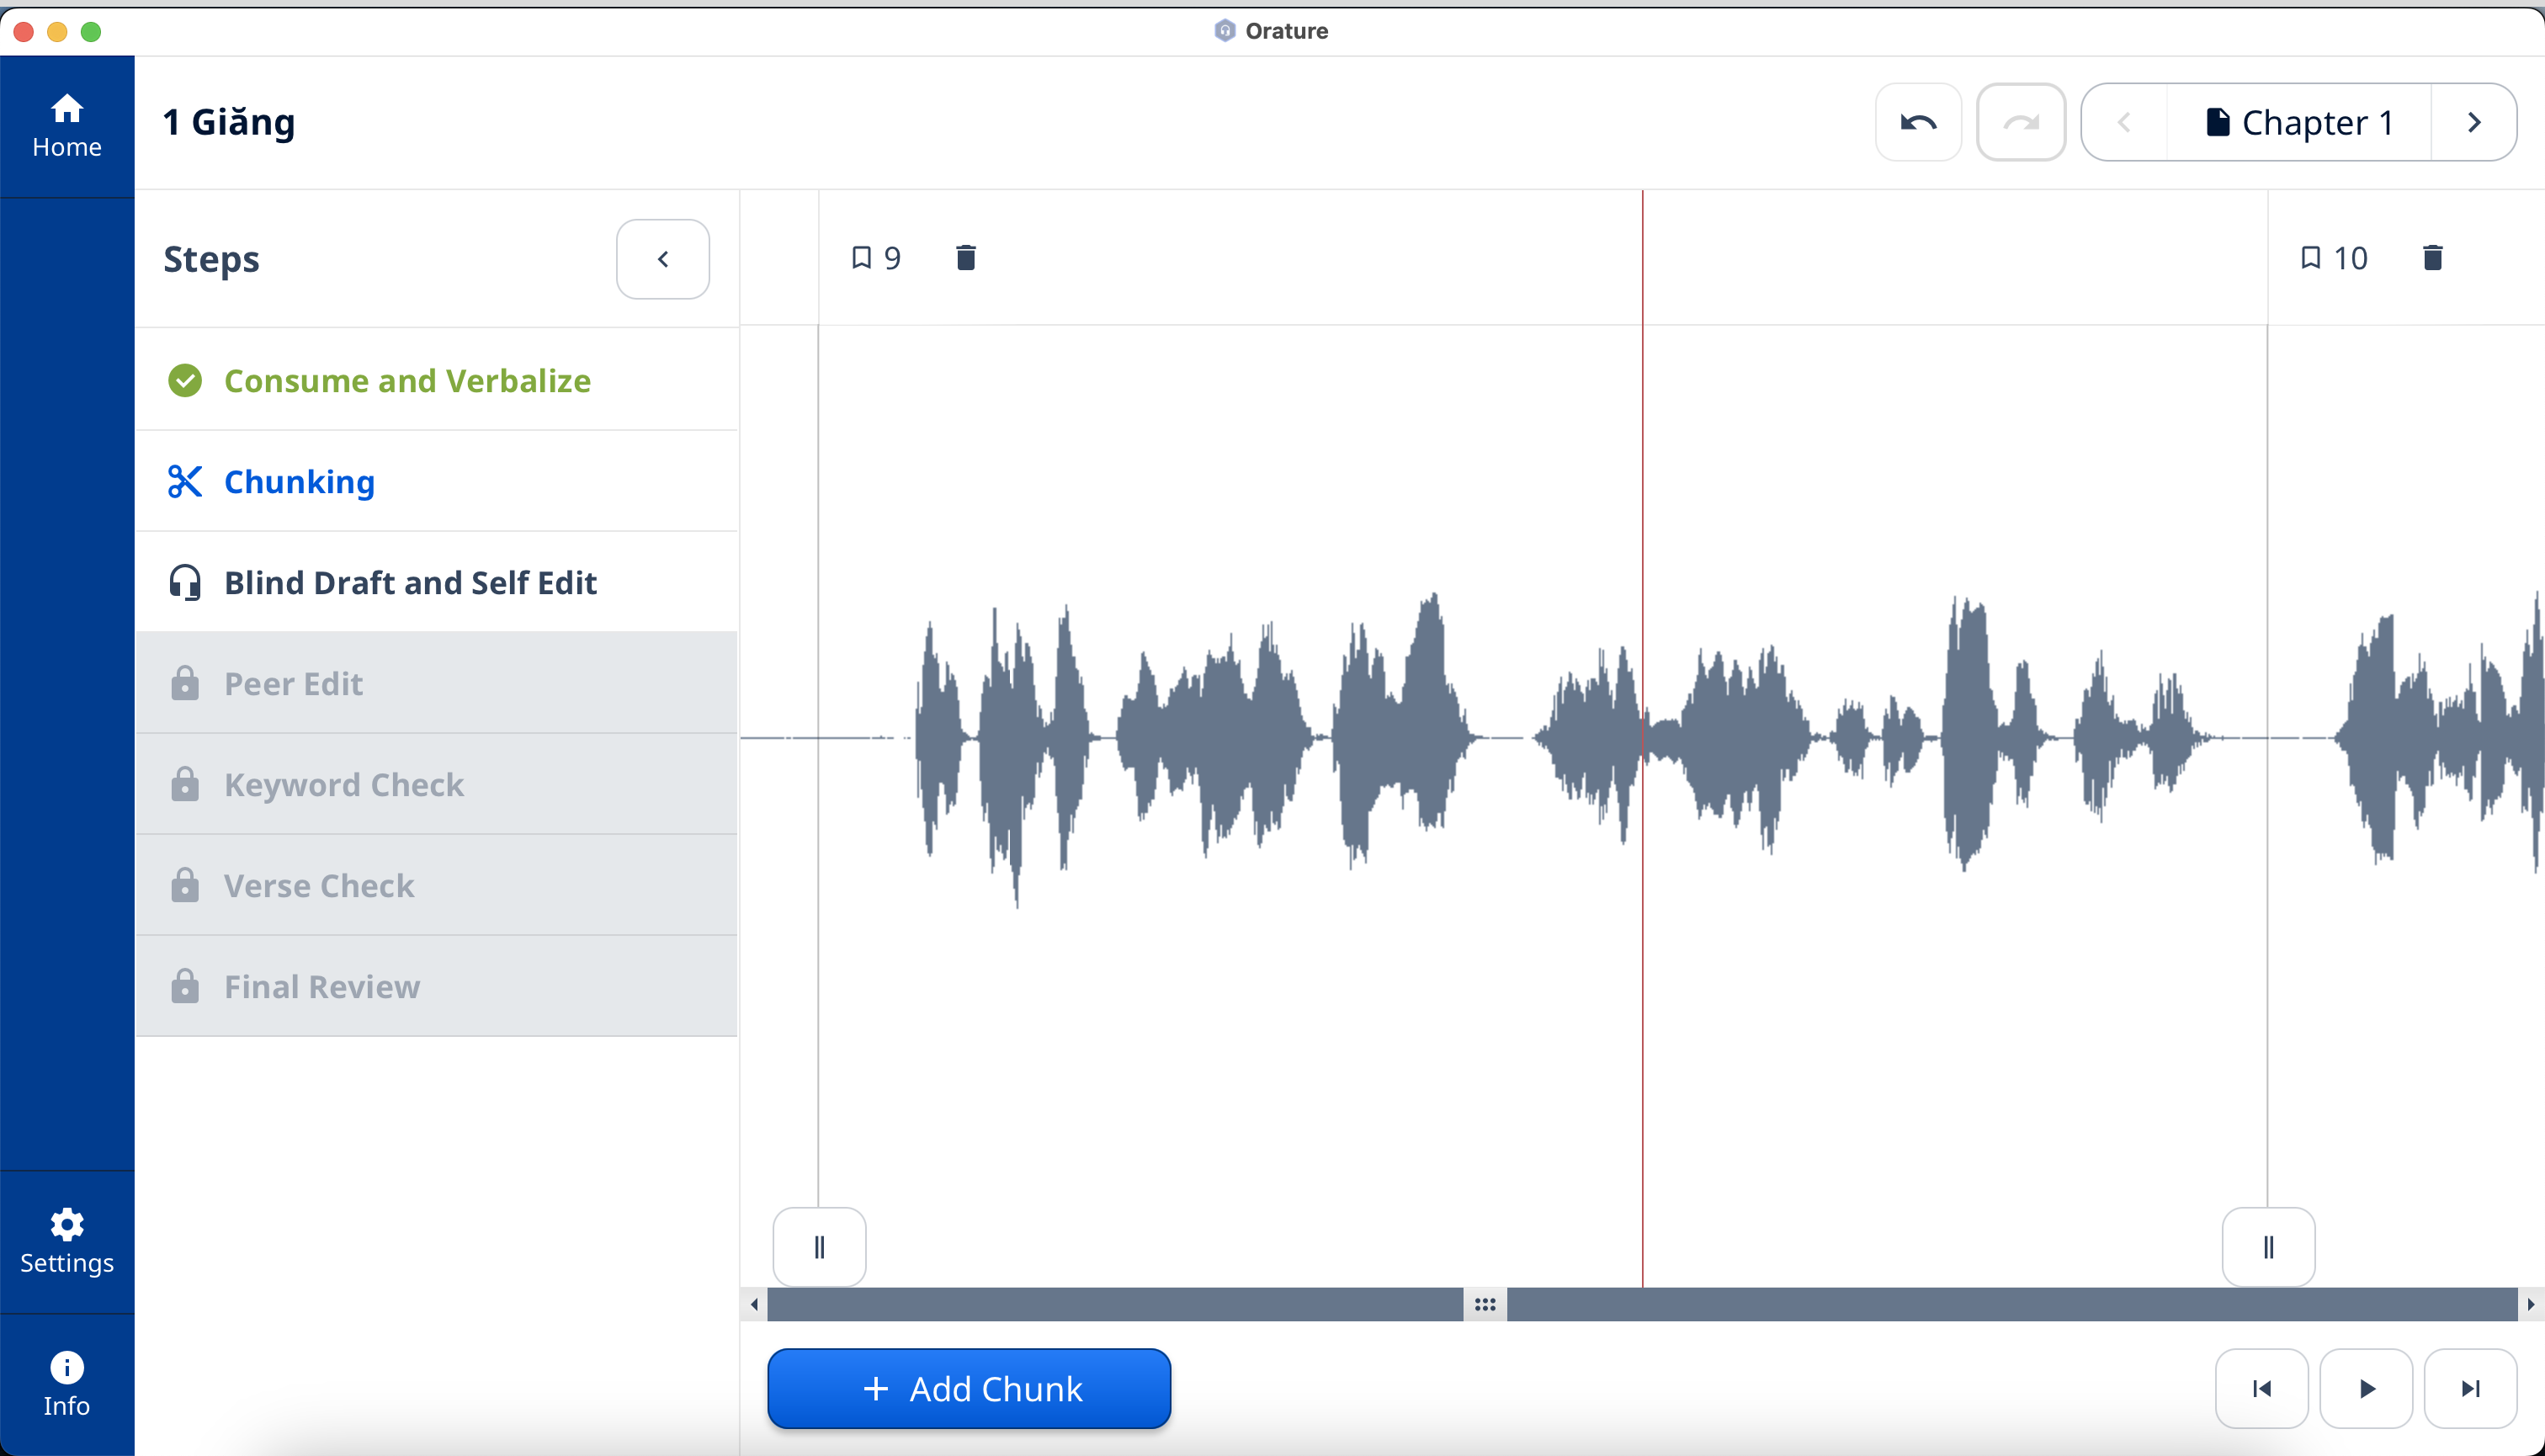 Orature
Home
1 Giăng
Chapter 1
Steps
9
10
Consume and Verbalize
Chunking
Blind Draft and Self Edit
Peer Edit
Keyword Check
Verse Check
Final Review
Settings
Info
+ Add Chunk